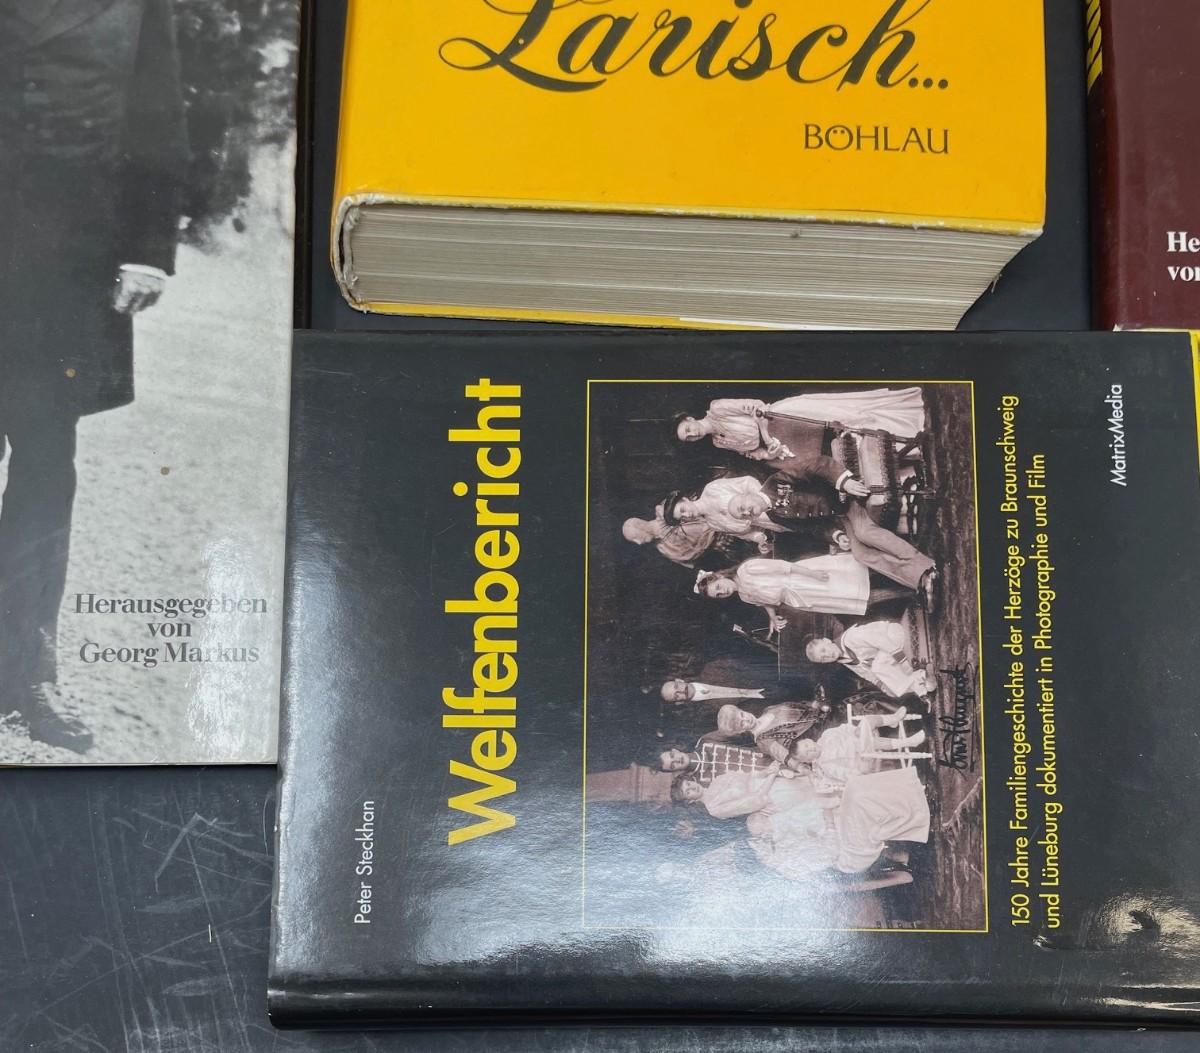 Larisch...
BÖHLAU
He
vo
Herausgegeben
von
Georg Markus
Peter Steckhan
Welfenbericht
150 Jahre Familiengeschichte der Herzöge zu Braunschweig
und Lüneburg dokumentiert in Photographie und Film
MatrixMedia